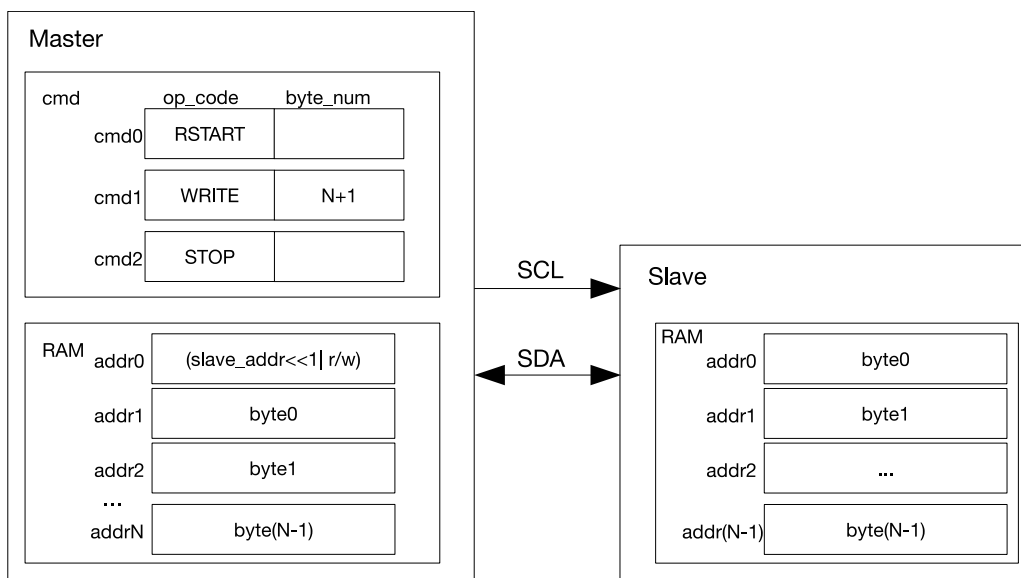 Master
cmd op_code byte_num
cmd0 RSTART
cmd1 WRITE N+1
cmd2 STOP
RAM
addr0 (slave_addr<<1| r/w)
addr1 byte0
addr2 byte1
...
addrN byte(N-1)
SCL
SDA
Slave
RAM
addr0 byte0
addr1 byte1
addr2 ...
addr(N-1) byte(N-1)